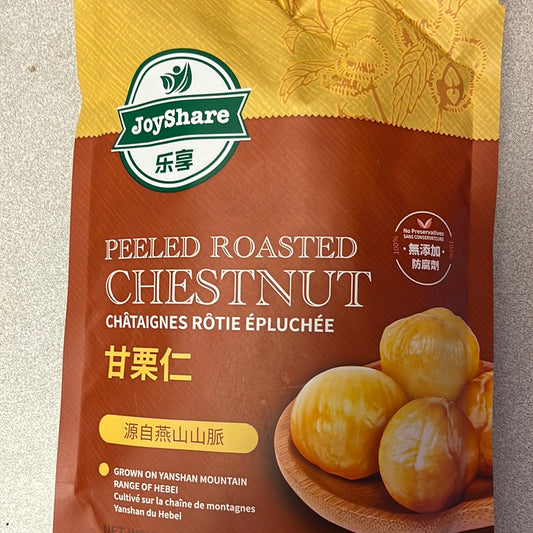 JoyShare
乐享
PEELED ROASTED
CHESTNUT
CHÂTAIGNES RÔTIE ÉPLUCHÉE
甘栗仁
源自燕山山脈
GROWN ON YANSHAN MOUNTAIN
RANGE OF HEBEI
Cultivé sur la chaîne de montagnes
Yanshan du Hebei
No Preservatives
SANS CONSERVATEURS
100%
無添加
100%
防腐劑